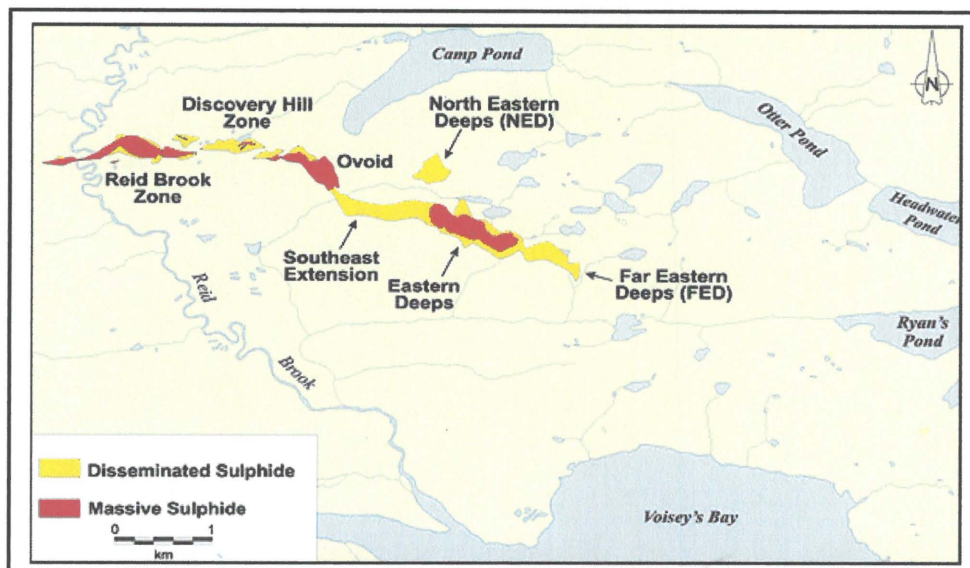 Camp Pond
N
Discovery Hill
Zone
North Eastern
Deeps (NED)
Otter Pond
Ovoid
Reid Brook
Zone
Headwater
Pond
Southeast
Extension
Eastern
Deeps
Far Eastern
Deeps (FED)
Reid
Brook
Ryan's
Pond
Disseminated Sulphide
Massive Sulphide
0 1
km
Voisey's Bay